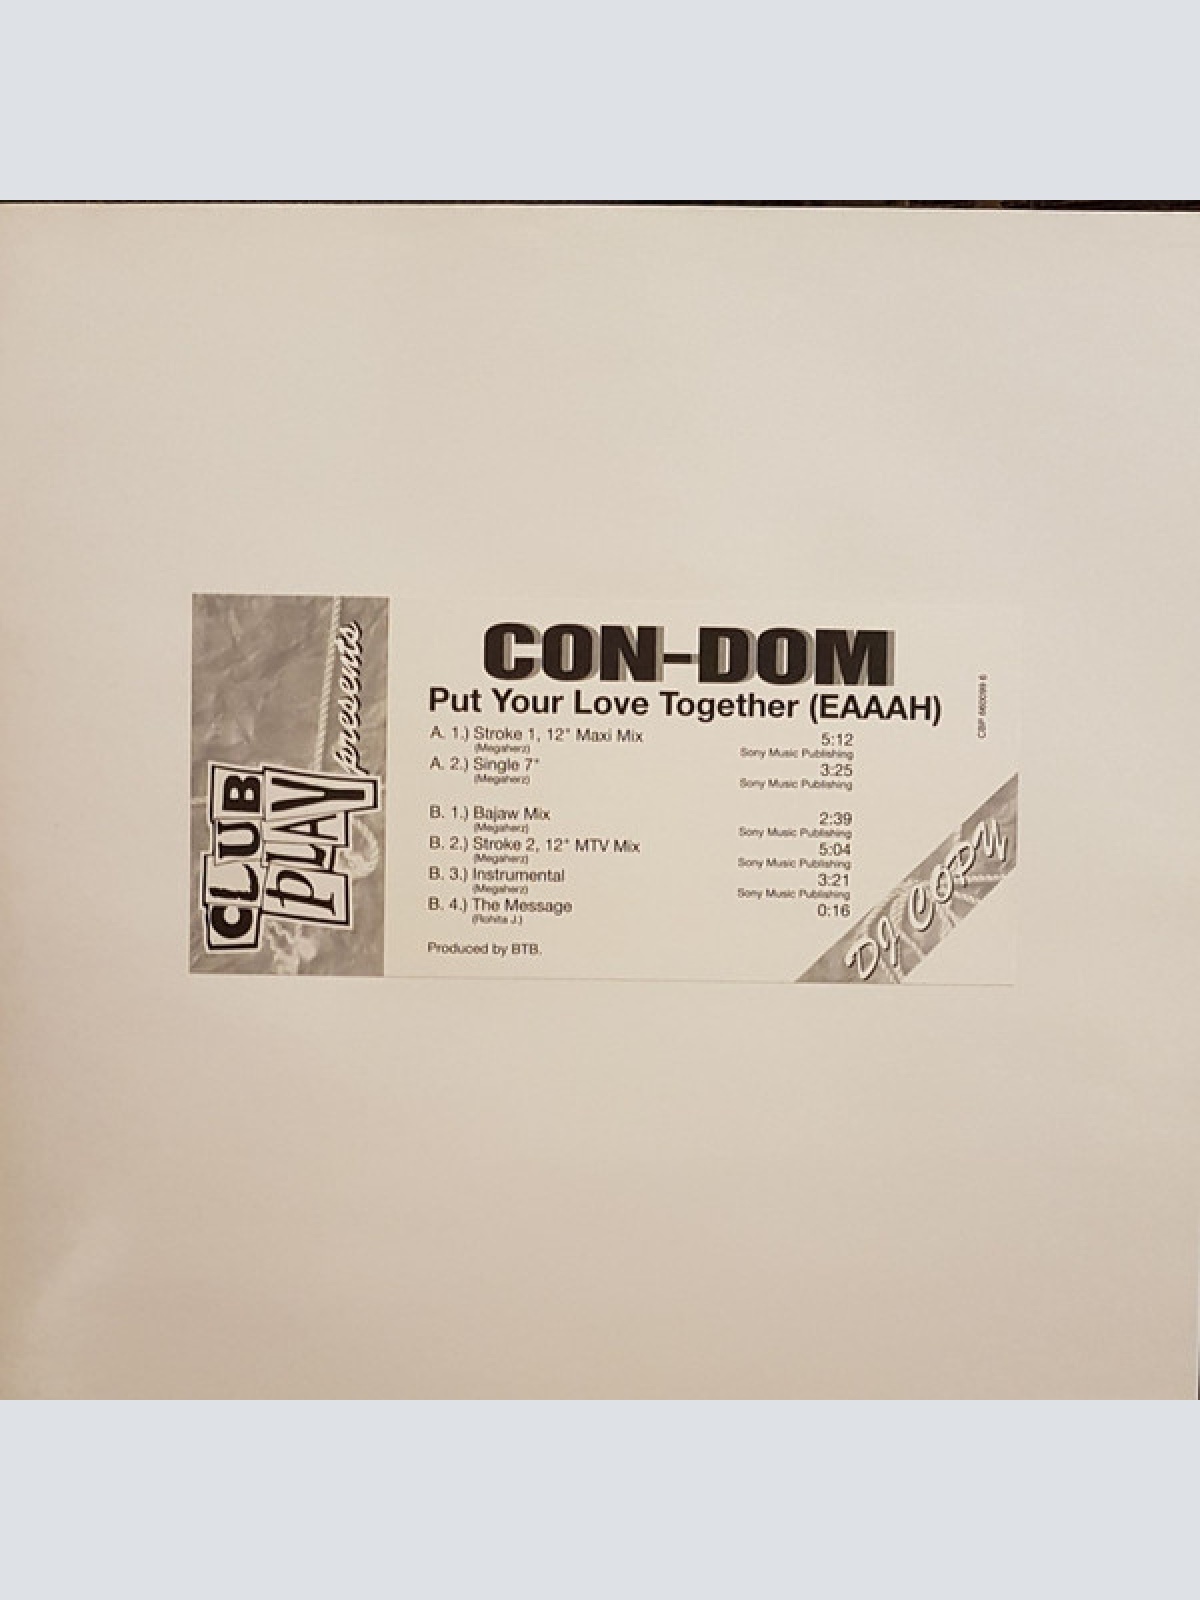 CLUB
PLAY
presents
CON-DOM
Put Your Love Together (EAAAH)
A. 1.) Stroke 1, 12" Maxi Mix 5:12
(Megaherz) Sony Music Publishing
A. 2.) Single 7" 3:25
(Megaherz) Sony Music Publishing
B. 1.) Bajaw Mix 2:39
(Megaherz) Sony Music Publishing
B. 2.) Stroke 2, 12" MTV Mix 5:04
(Megaherz) Sony Music Publishing
B. 3.) Instrumental 3:21
(Megaherz) Sony Music Publishing
B. 4.) The Message 0:16
(Rohita J.)
Produced by BTB.
CBP 660099 6
DJ COPY